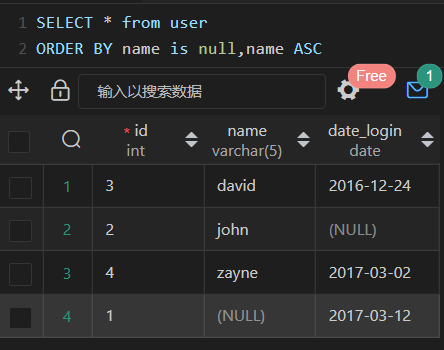 1 SELECT * from user
2 ORDER BY name is null,name ASC
输入以搜索数据 Free 1
* id name date_login
int varchar(5) date
1 3 david 2016-12-24
2 2 john (NULL)
3 4 zayne 2017-03-02
4 1 (NULL) 2017-03-12